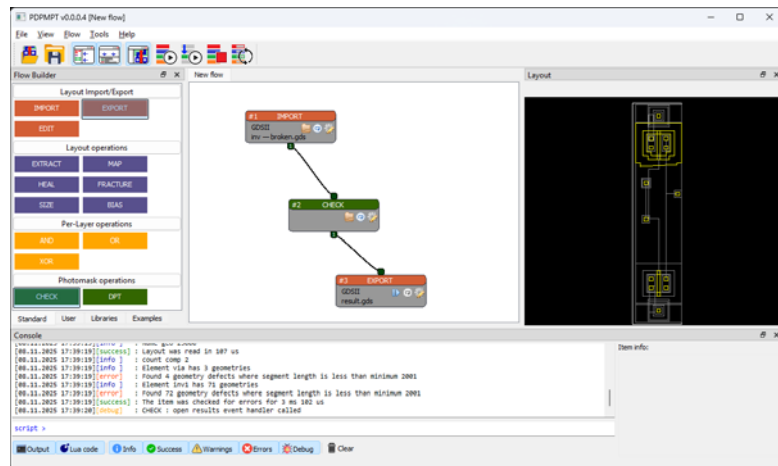 PDPMPT v0.0.0.4 [New flow]
File View Flow Tools Help
Flow Builder
New flow
Layout
Layout Import/Export
IMPORT EXPORT
EDIT
Layout operations
EXTRACT MAP
HEAL FRACTURE
SIZE BIAS
Per-Layer operations
AND OR
XOR
Photomask operations
CHECK DPT
Standard User Libraries Examples
#1 IMPORT
GDSII
inv — broken.gds
#2 CHECK
#3 EXPORT
GDSII
result.gds
Console
Item info:
[08.11.2025 17:39:19][success] : Layout was read in 107 us
[08.11.2025 17:39:19][info ] : count comp 2
[08.11.2025 17:39:19][info ] : Element via has 3 geometries
[08.11.2025 17:39:19][error] : Found 4 geometry defects where segment length is less than minimum 2001
[08.11.2025 17:39:19][info ] : Element inv1 has 71 geometries
[08.11.2025 17:39:19][error] : Found 72 geometry defects where segment length is less than minimum 2001
[08.11.2025 17:39:19][success] : The item was checked for errors for 3 ms 102 us
[08.11.2025 17:39:20][debug] : CHECK : open results event handler called
script >
Output Lua code Info Success Warnings Errors Debug Clear